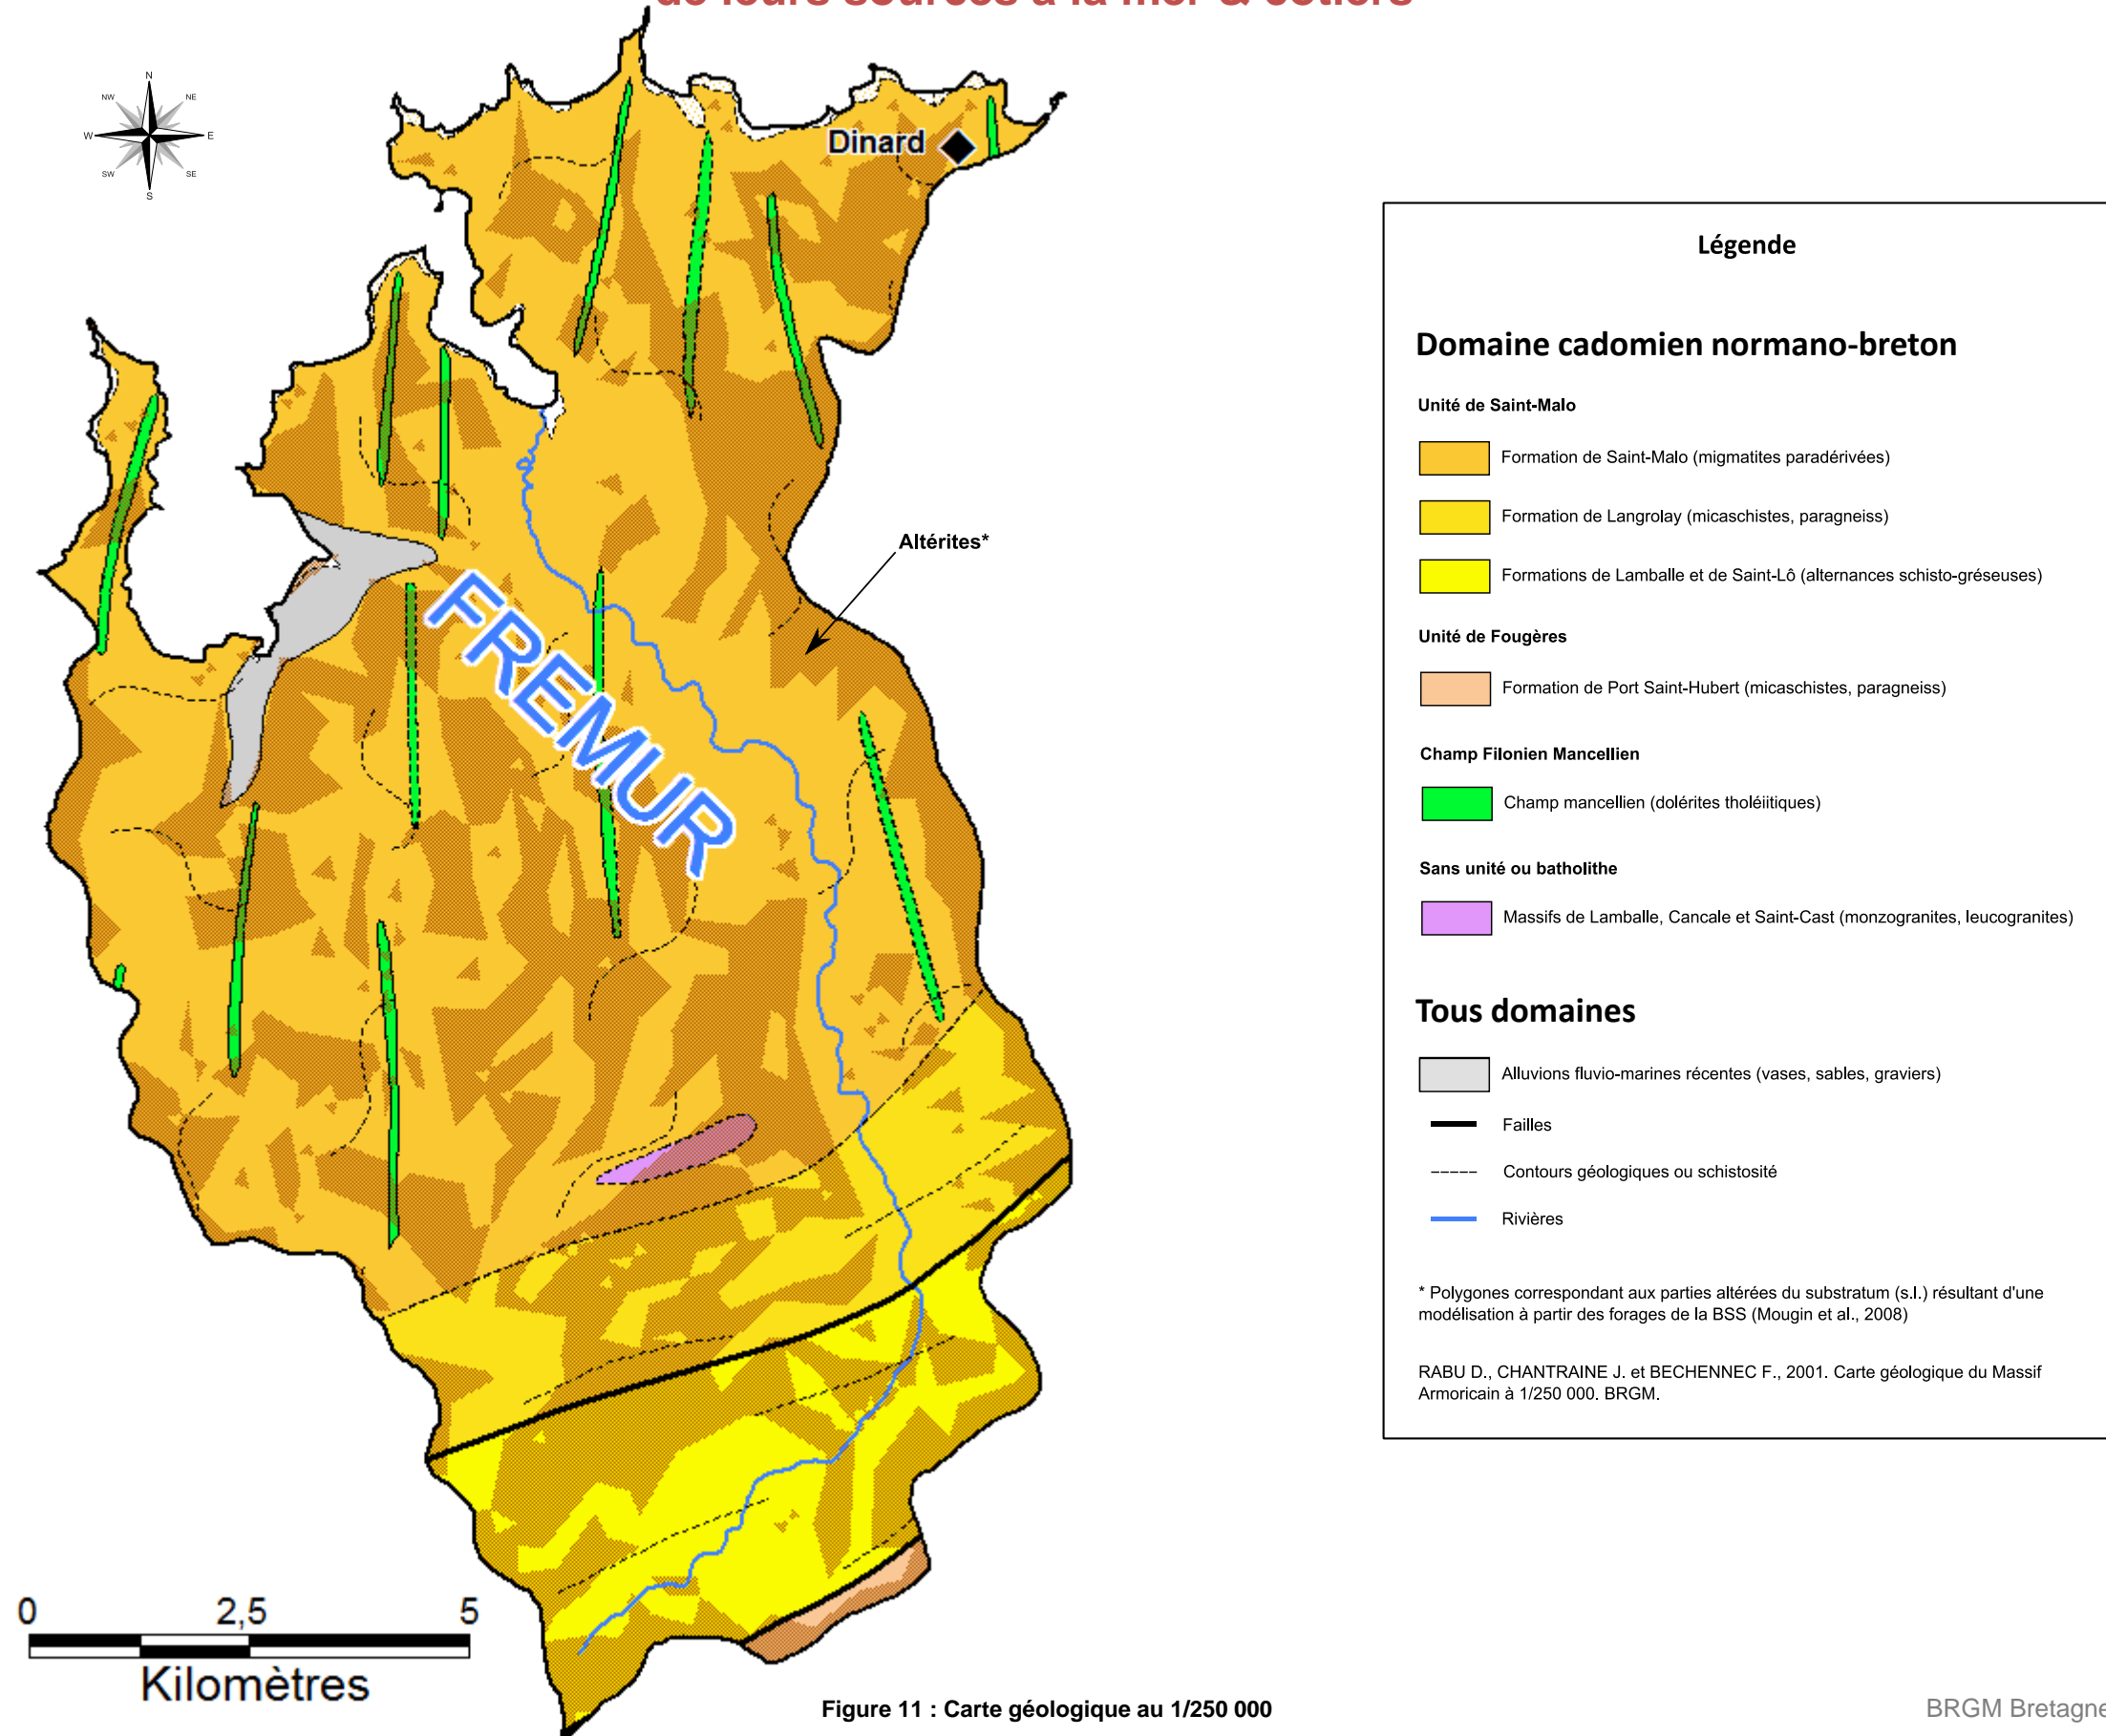 N
NW
NE
W
E
SW
SE
S
Dinard
Altérites*
FREMUR
0 2,5 5
Kilomètres
Légende
Domaine cadomien normano-breton
Unité de Saint-Malo
Formation de Saint-Malo (migmatites paradérivées)
Formation de Langrolay (micaschistes, paragneiss)
Formations de Lamballe et de Saint-Lô (alternances schisto-gréseuses)
Unité de Fougères
Formation de Port Saint-Hubert (micaschistes, paragneiss)
Champ Filonien Mancellien
Champ mancellien (dolérites tholéiitiques)
Sans unité ou batholithe
Massifs de Lamballe, Cancale et Saint-Cast (monzogranites, leucogranites)
Tous domaines
Alluvions fluvio-marines récentes (vases, sables, graviers)
Failles
Contours géologiques ou schistosité
Rivières
* Polygones correspondant aux parties altérées du substratum (s.l.) résultant d'une
modélisation à partir des forages de la BSS (Mougin et al., 2008)
RABU D., CHANTRAINE J. et BECHENNEC F., 2001. Carte géologique du Massif
Armoricain à 1/250 000. BRGM.
Figure 11 : Carte géologique au 1/250 000
BRGM Bretagne